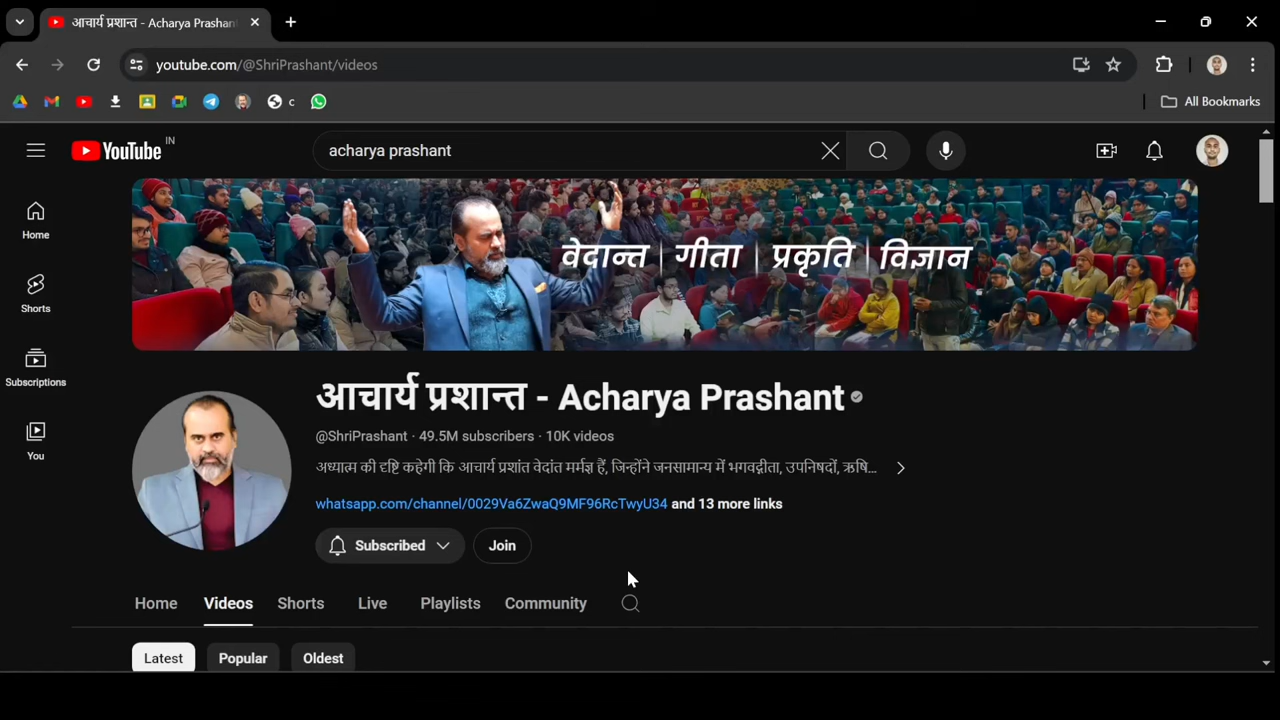 आचार्य प्रशान्त - Acharya Prashant
youtube.com/@ShriPrashant/videos
c
All Bookmarks
YouTube IN
acharya prashant
Home
Shorts
Subscriptions
You
वेदान्त | गीता | प्रकृति | विज्ञान
आचार्य प्रशान्त - Acharya Prashant
@ShriPrashant · 49.5M subscribers · 10K videos
अध्यात्म की दृष्टि कहेगी कि आचार्य प्रशांत वेदांत मर्मज्ञ हैं, जिन्होंने जनसामान्य में भगवद्गीता, उपनिषदों, ऋषि...
whatsapp.com/channel/0029Va6ZwaQ9MF96RcTwyU34 and 13 more links
Subscribed
Join
Home Videos Shorts Live Playlists Community
Latest Popular Oldest